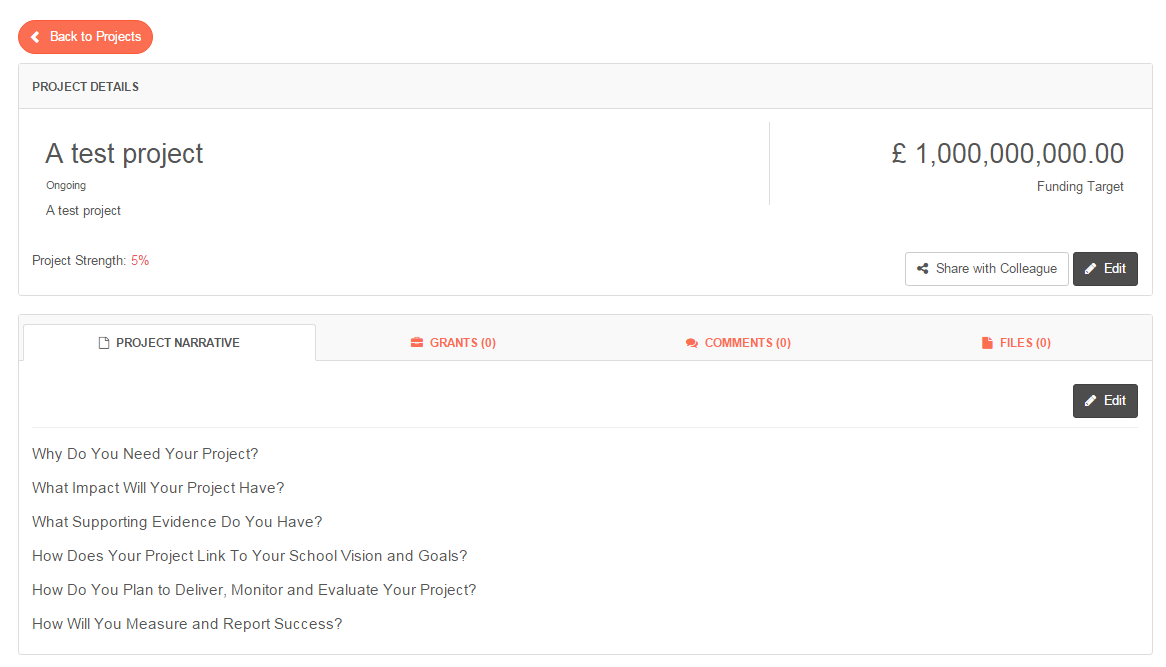 Back to Projects
PROJECT DETAILS
A test project
£ 1,000,000,000.00
Ongoing
Funding Target
A test project
Project Strength: 5%
Share with Colleague
Edit
PROJECT NARRATIVE
GRANTS (0)
COMMENTS (0)
FILES (0)
Edit
Why Do You Need Your Project?
What Impact Will Your Project Have?
What Supporting Evidence Do You Have?
How Does Your Project Link To Your School Vision and Goals?
How Do You Plan to Deliver, Monitor and Evaluate Your Project?
How Will You Measure and Report Success?